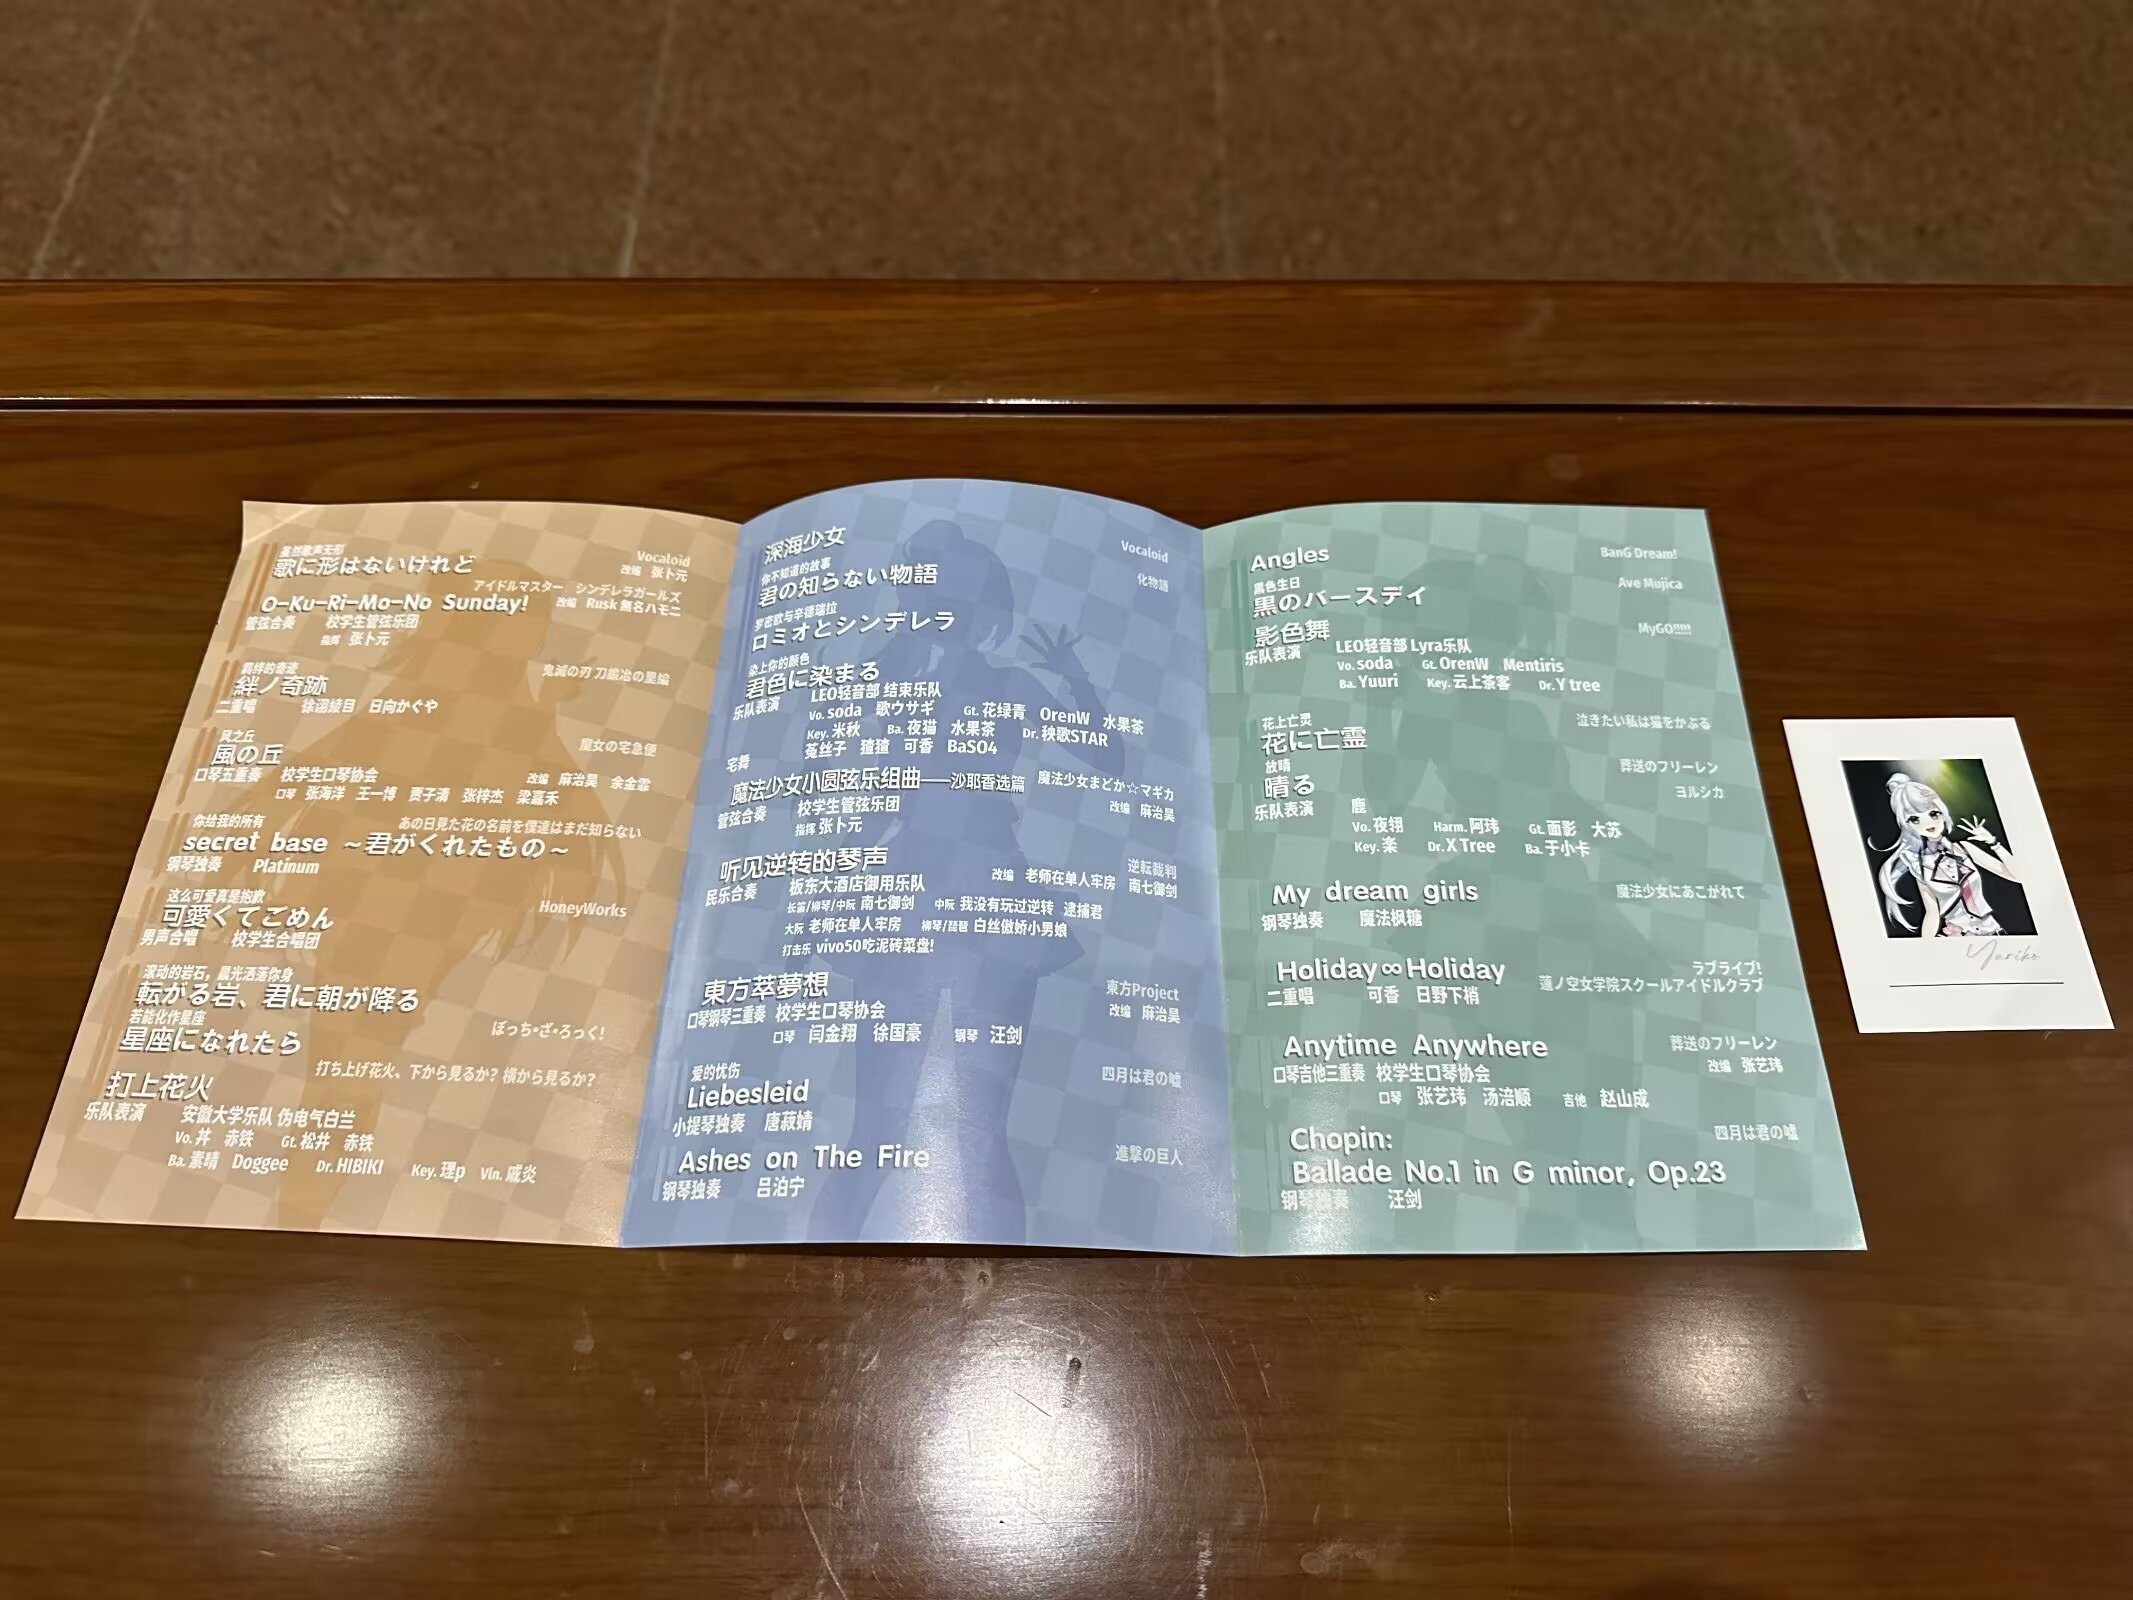 虽然歌声无形
歌に形はないけれど
Vocaloid
改编 张卜元
アイドルマスター シンデレラガールズ
O-Ku-Ri-Mo-No Sunday!
改编 Rusk 無名ハモニ
管弦合奏 校学生管弦乐团
指挥 张卜元
羁绊的奇迹
絆ノ奇跡
鬼滅の刃 刀鍛冶の里編
二重唱 徐迴绫目 日向かぐや
风之丘
風の丘
魔女の宅急便
口琴五重奏 校学生口琴协会
改编 麻治昊 余金霏
口琴 张海洋 王一博 贾子清 张梓杰 梁嘉禾
你给我的所有
あの日見た花の名前を僕達はまだ知らない
secret base ~君がくれたもの~
钢琴独奏 Platinum
这么可爱真是抱歉
可愛くてごめん
HoneyWorks
男声合唱 校学生合唱团
滚动的岩石，晨光洒落你身
転がる岩、君に朝が降る
若能化作星座
星座になれたら
ぼっち・ざ・ろっく!
打上花火
打ち上げ花火、下から見るか? 横から見るか?
乐队表演 安徽大学乐队 伪电气白兰
Vo. 丼 赤铁 Gt. 松井 赤铁
Ba. 素晴 Doggee Dr. HIBIKI Key. 理p Vln. 戚炎
深海少女
Vocaloid
你不知道的故事
君の知らない物語
化物語
罗密欧与辛德瑞拉
ロミオとシンデレラ
染上你的颜色
君色に染まる
乐队表演 LEO轻音部 结束乐队
Vo. soda 歌ウサギ Gt. 花绿青 OrenW 水果茶
Key. 米秋 Ba. 夜猫 水果茶 Dr. 秧歌STAR
宅舞 菟丝子 猹猹 可香 BaSO4
魔法少女小圆弦乐组曲——沙耶香选篇
魔法少女まどか☆マギカ
管弦合奏 校学生管弦乐团
改编 麻治昊
指挥 张卜元
听见逆转的琴声
逆転裁判
民乐合奏 板东大酒店御用乐队
改编 老师在单人牢房 南七御剑
长笛/柳琴/中阮 南七御剑 中阮 我没有玩过逆转 逮捕君
大阮 老师在单人牢房 柳琴/琵琶 白丝傲娇小男娘
打击乐 vivo50吃泥砖菜盘!
東方萃夢想
東方Project
口琴钢琴三重奏 校学生口琴协会
改编 麻治昊
口琴 闫金翔 徐国豪 钢琴 汪剑
爱的忧伤
Liebesleid
四月は君の嘘
小提琴独奏 唐菽婧
Ashes on The Fire
進撃の巨人
钢琴独奏 吕泊宁
Angles
BanG Dream!
黑色生日
黒のバースデイ
Ave Mujica
影色舞
MyGO!!!!!
乐队表演 LEO轻音部 Lyra乐队
Vo. soda Gt. OrenW Mentiris
Ba. Yuuri Key. 云上茶客 Dr. Y tree
花上亡灵
花に亡霊
泣きたい私は猫をかぶる
放晴
晴る
葬送のフリーレン
ヨルシカ
乐队表演 鹿
Vo. 夜翎 Harm. 阿玮 Gt. 面影 大苏
Key. 栾 Dr. X Tree Ba. 于小卡
My dream girls
魔法少女にあこがれて
钢琴独奏 魔法枫糖
Holiday∞Holiday
ラブライブ!
蓮ノ空女学院スクールアイドルクラブ
二重唱 可香 日野下梢
Anytime Anywhere
葬送のフリーレン
口琴吉他三重奏 校学生口琴协会
改编 张艺玮
口琴 张艺玮 汤涪顺 吉他 赵山成
Chopin:
四月は君の嘘
Ballade No.1 in G minor, Op.23
钢琴独奏 汪剑
Yuriko